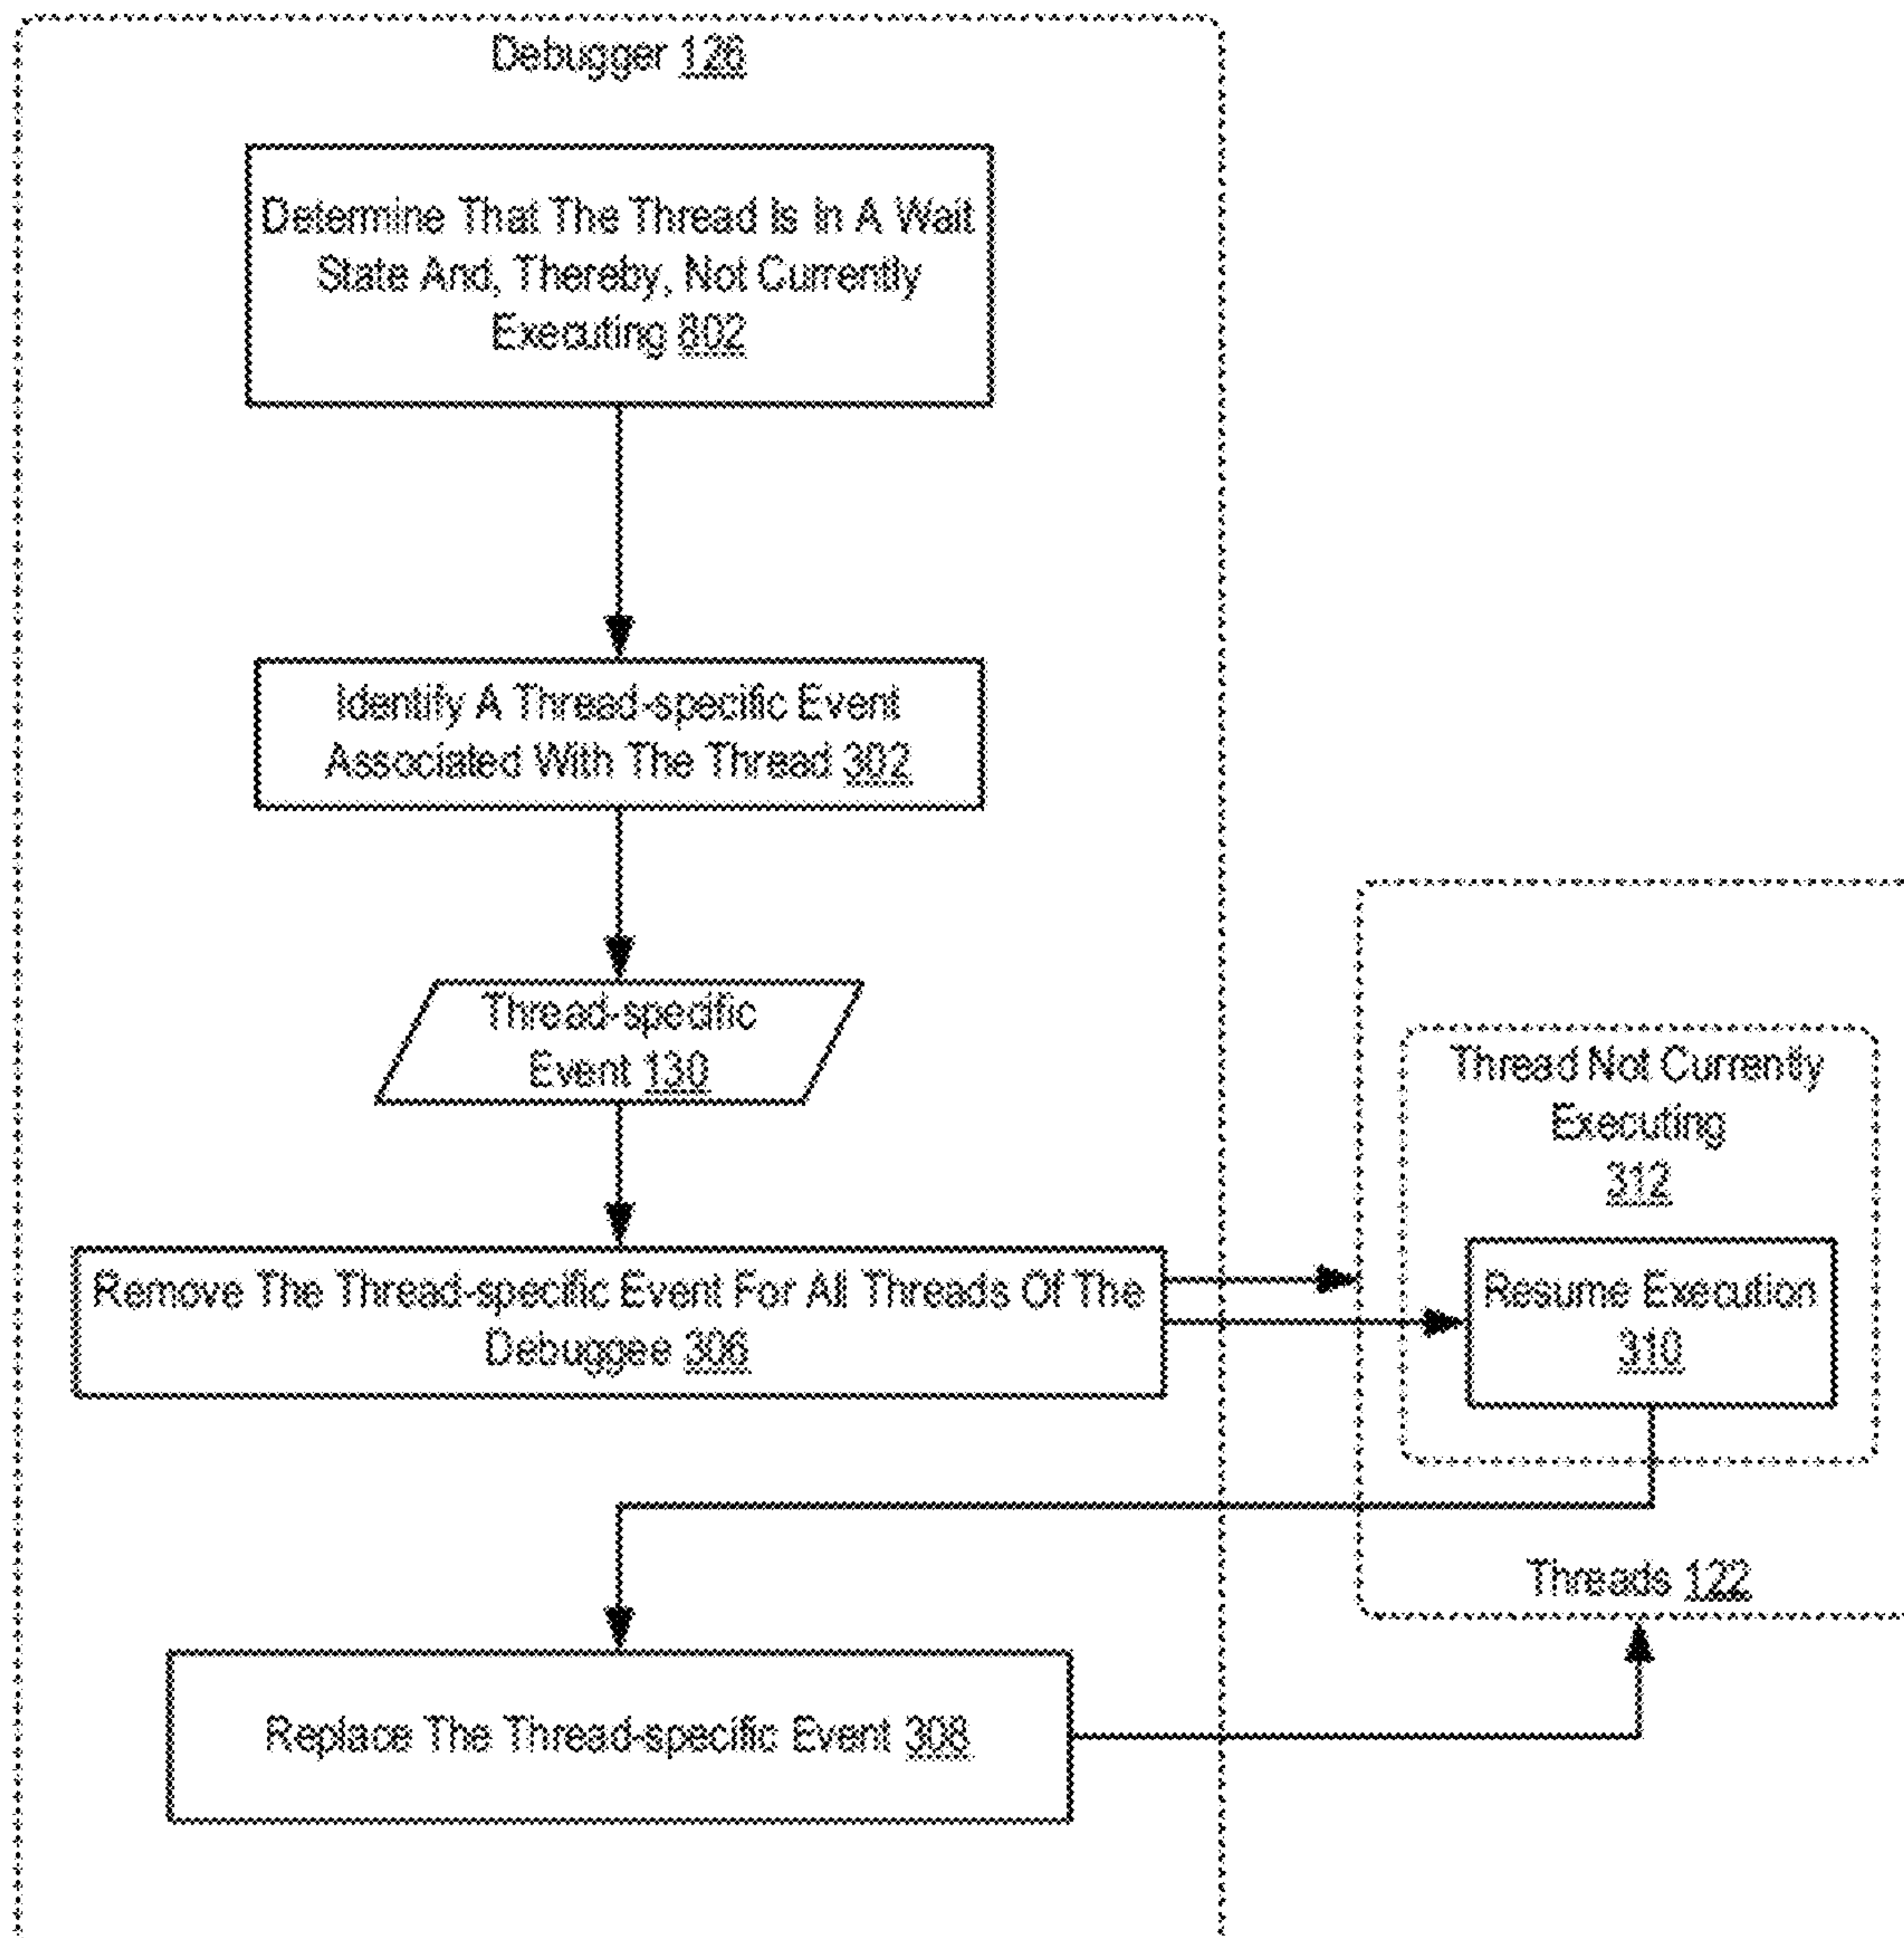 Debugger 126
Determine That The Thread Is In A Wait
State And, Thereby, Not Currently
Executing 802
Identify A Thread-specific Event
Associated With The Thread 302
Thread-specific
Event 130
Remove The Thread-specific Event For All Threads Of The
Debuggee 306
Thread Not Currently
Executing
312
Resume Execution
310
Threads 122
Replace The Thread-specific Event 308